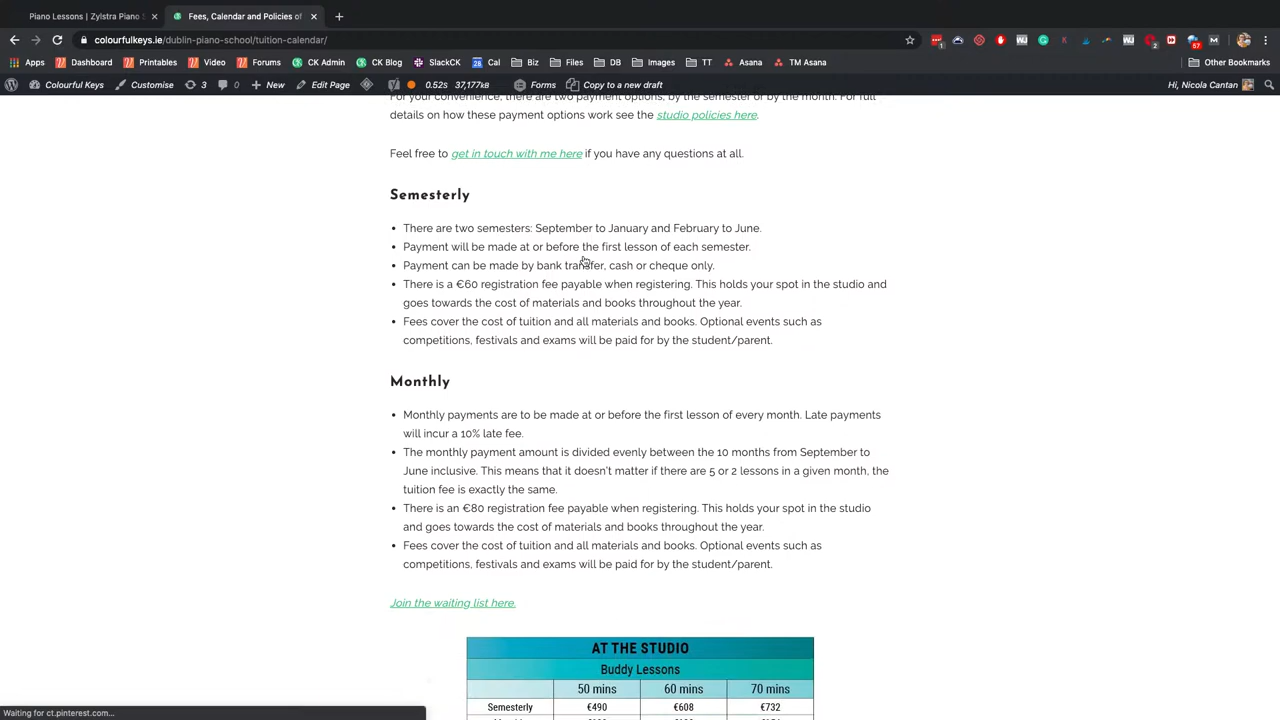 Piano Lessons | Zylstra Piano
Fees, Calendar and Policies of
colourfulkeys.ie/dublin-piano-school/tuition-calendar/
Apps Dashboard Printables Video Forums CK Admin CK Blog SlackCK Cal Biz Files DB Images TT Asana TM Asana Other Bookmarks
Colourful Keys Customise 3 0 New Edit Page 0.52s 37,177kB Forms Copy to a new draft Hi, Nicola Cantan
For your convenience, there are two payment options, by the semester or by the month. For full
details on how these payment options work see the studio policies here.
Feel free to get in touch with me here if you have any questions at all.
Semesterly
• There are two semesters: September to January and February to June.
• Payment will be made at or before the first lesson of each semester.
• Payment can be made by bank transfer, cash or cheque only.
• There is a €60 registration fee payable when registering. This holds your spot in the studio and
goes towards the cost of materials and books throughout the year.
• Fees cover the cost of tuition and all materials and books. Optional events such as
competitions, festivals and exams will be paid for by the student/parent.
Monthly
• Monthly payments are to be made at or before the first lesson of every month. Late payments
will incur a 10% late fee.
• The monthly payment amount is divided evenly between the 10 months from September to
June inclusive. This means that it doesn't matter if there are 5 or 2 lessons in a given month, the
tuition fee is exactly the same.
• There is an €80 registration fee payable when registering. This holds your spot in the studio
and goes towards the cost of materials and books throughout the year.
• Fees cover the cost of tuition and all materials and books. Optional events such as
competitions, festivals and exams will be paid for by the student/parent.
Join the waiting list here.
AT THE STUDIO
Buddy Lessons
50 mins 60 mins 70 mins
Semesterly €490 €608 €732
Waiting for ct.pinterest.com...